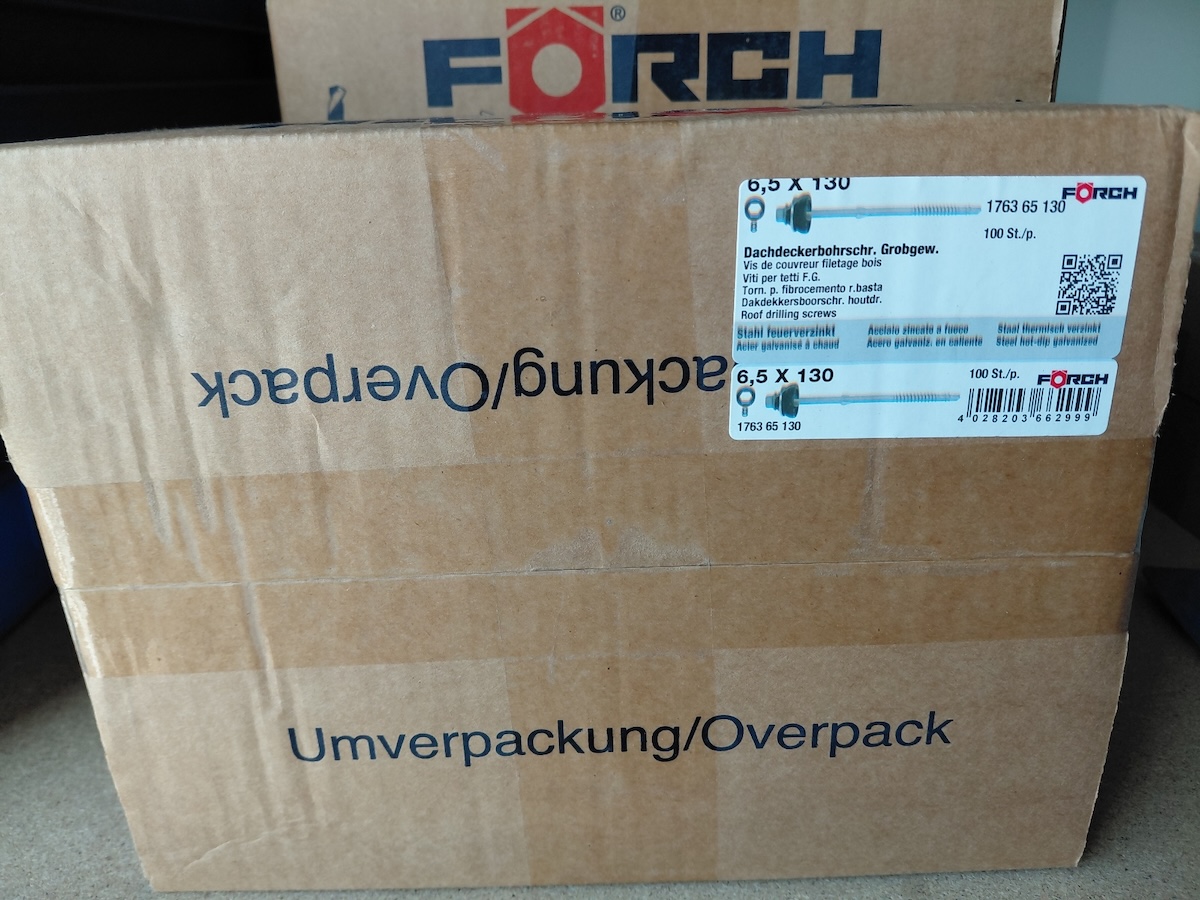 FÖRCH®
6,5 X 130
FÖRCH
1763 65 130
100 St./p.
Dachdeckerbohrschr. Grobgew.
Vis de couvreur filetage bois
Viti per tetti F.G.
Torn. p. fibrocemento r.basta
Dakdekkersboorschr. houtdr.
Roof drilling screws
Stahl feuerverzinkt
Acciaio zincato a fuoco
Staal thermisch verzinkt
Acier galvanisé à chaud
Acero galvaniz. en caliente
Steel hot-dip galvanized
ackung/Overpack
6,5 X 130
100 St./p.
FÖRCH
1763 65 130
4 028203 662999
Umverpackung/Overpack